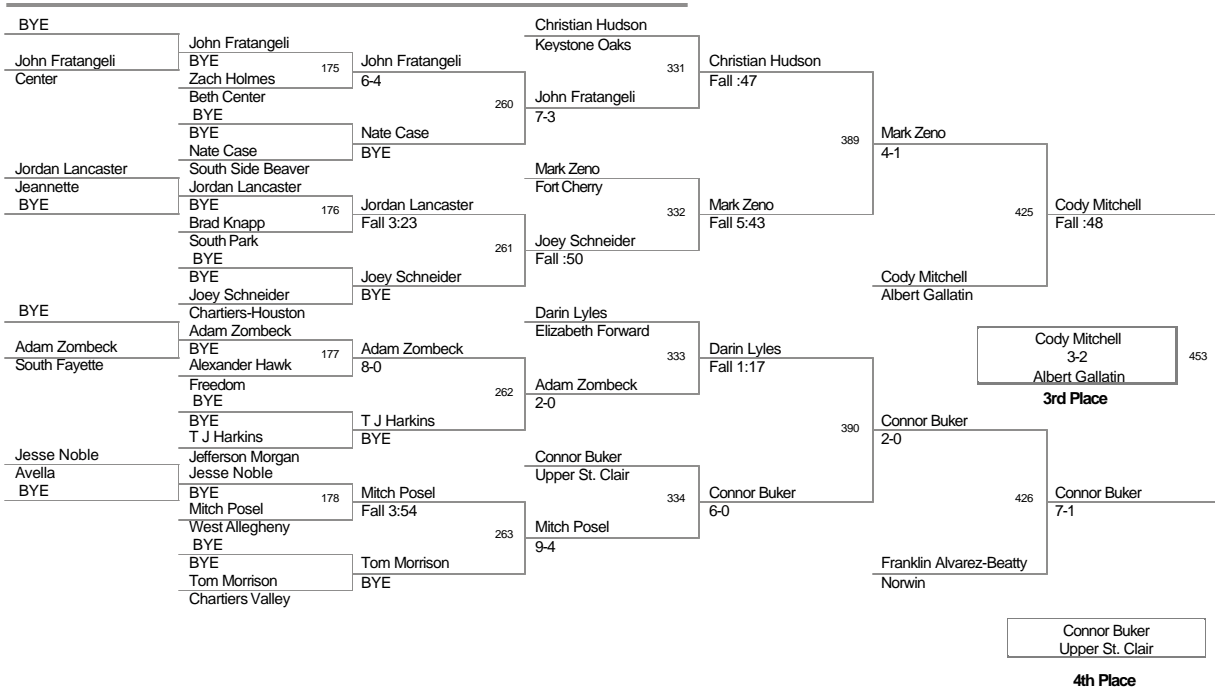 BYE
John Fratangeli
Center
Jordan Lancaster
Jeannette
BYE
BYE
Adam Zombeck
South Fayette
Jesse Noble
Avella
BYE
John Fratangeli
BYE
175
Zach Holmes
Beth Center
BYE
BYE
Nate Case
South Side Beaver
Jordan Lancaster
BYE
176
Brad Knapp
South Park
BYE
BYE
Joey Schneider
Chartiers-Houston
Adam Zombeck
BYE
177
Alexander Hawk
Freedom
BYE
BYE
T J Harkins
Jefferson Morgan
Jesse Noble
BYE
178
Mitch Posel
West Allegheny
BYE
BYE
Tom Morrison
Chartiers Valley
John Fratangeli
6-4
260
Nate Case
BYE
Jordan Lancaster
Fall 3:23
261
Joey Schneider
BYE
Adam Zombeck
8-0
262
T J Harkins
BYE
Mitch Posel
Fall 3:54
263
Tom Morrison
BYE
Christian Hudson
Keystone Oaks
331
John Fratangeli
7-3
Mark Zeno
Fort Cherry
332
Joey Schneider
Fall :50
Darin Lyles
Elizabeth Forward
333
Adam Zombeck
2-0
Connor Buker
Upper St. Clair
334
Mitch Posel
9-4
Christian Hudson
Fall :47
389
Mark Zeno
Fall 5:43
Darin Lyles
Fall 1:17
390
Connor Buker
6-0
Mark Zeno
4-1
425
Cody Mitchell
Albert Gallatin
Connor Buker
2-0
426
Franklin Alvarez-Beatty
Norwin
Cody Mitchell
Fall :48
Cody Mitchell
3-2
453
Albert Gallatin
3rd Place
Connor Buker
7-1
Connor Buker
Upper St. Clair
4th Place